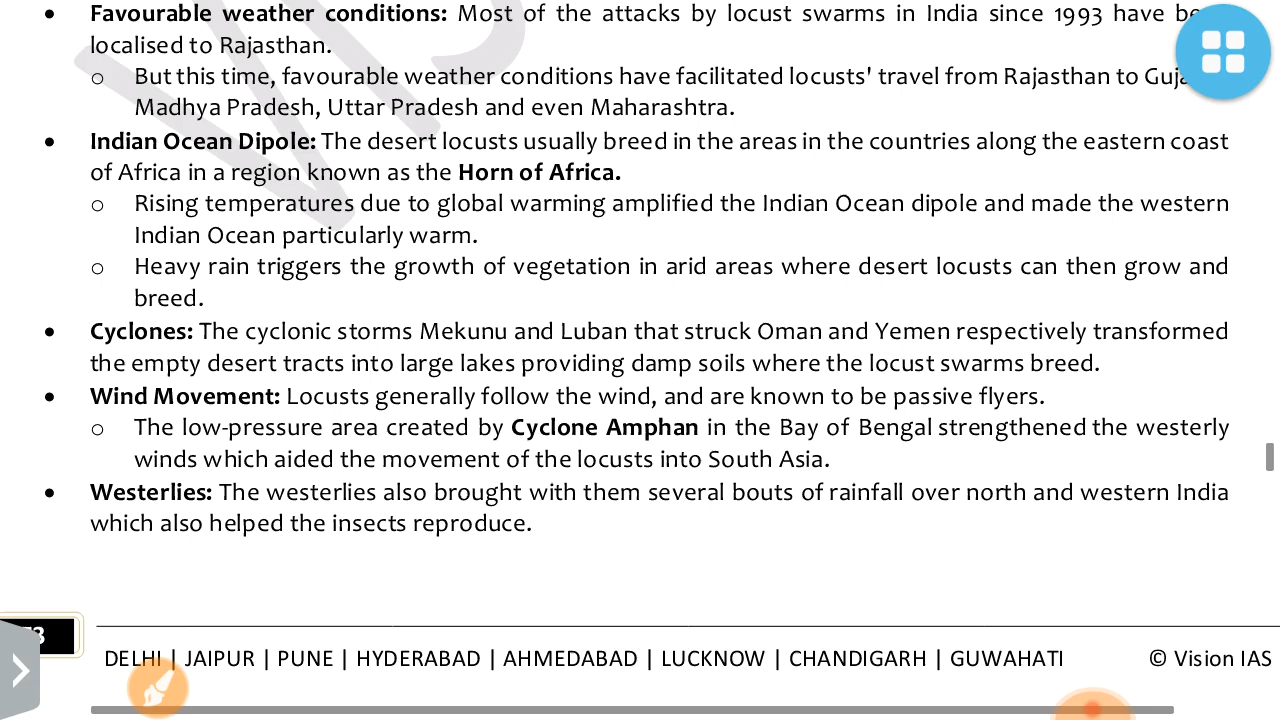 • Favourable weather conditions: Most of the attacks by locust swarms in India since 1993 have
localised to Rajasthan.
o But this time, favourable weather conditions have facilitated locusts' travel from Rajasthan to
Madhya Pradesh, Uttar Pradesh and even Maharashtra.
• Indian Ocean Dipole: The desert locusts usually breed in the areas in the countries along the eastern coast
of Africa in a region known as the Horn of Africa.
o Rising temperatures due to global warming amplified the Indian Ocean dipole and made the western
Indian Ocean particularly warm.
o Heavy rain triggers the growth of vegetation in arid areas where desert locusts can then grow and
breed.
• Cyclones: The cyclonic storms Mekunu and Luban that struck Oman and Yemen respectively transformed
the empty desert tracts into large lakes providing damp soils where the locust swarms breed.
• Wind Movement: Locusts generally follow the wind, and are known to be passive flyers.
o The low-pressure area created by Cyclone Amphan in the Bay of Bengal strengthened the westerly
winds which aided the movement of the locusts into South Asia.
• Westerlies: The westerlies also brought with them several bouts of rainfall over north and western India
which also helped the insects reproduce.
DELHI | JAIPUR | PUNE | HYDERABAD | AHMEDABAD | LUCKNOW | CHANDIGARH | GUWAHATI © Vision IAS